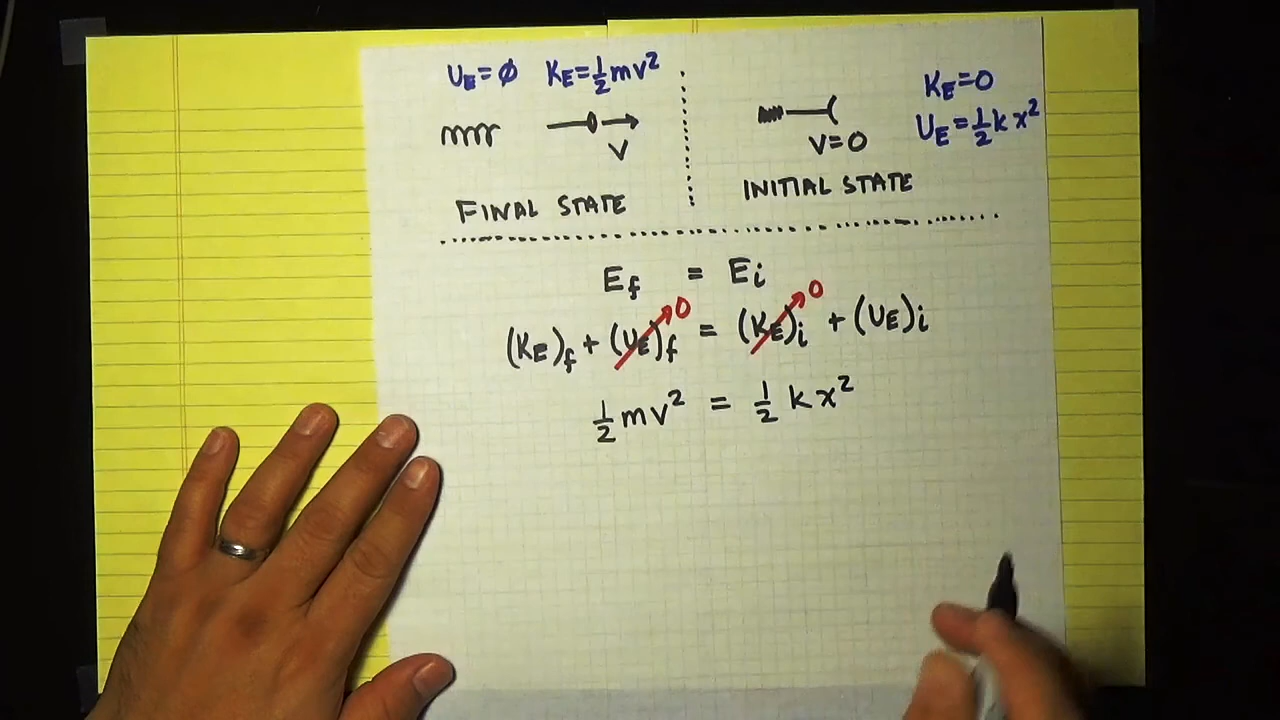 U_E = ∅ K_E = ½mv²
V
FINAL STATE
K_E = 0
U_E = ½kx²
V = 0
INITIAL STATE
E_f = E_i
(K_E)_f + (U_E)_f 0 = (K_E)_i 0 + (U_E)_i
½mv² = ½kx²